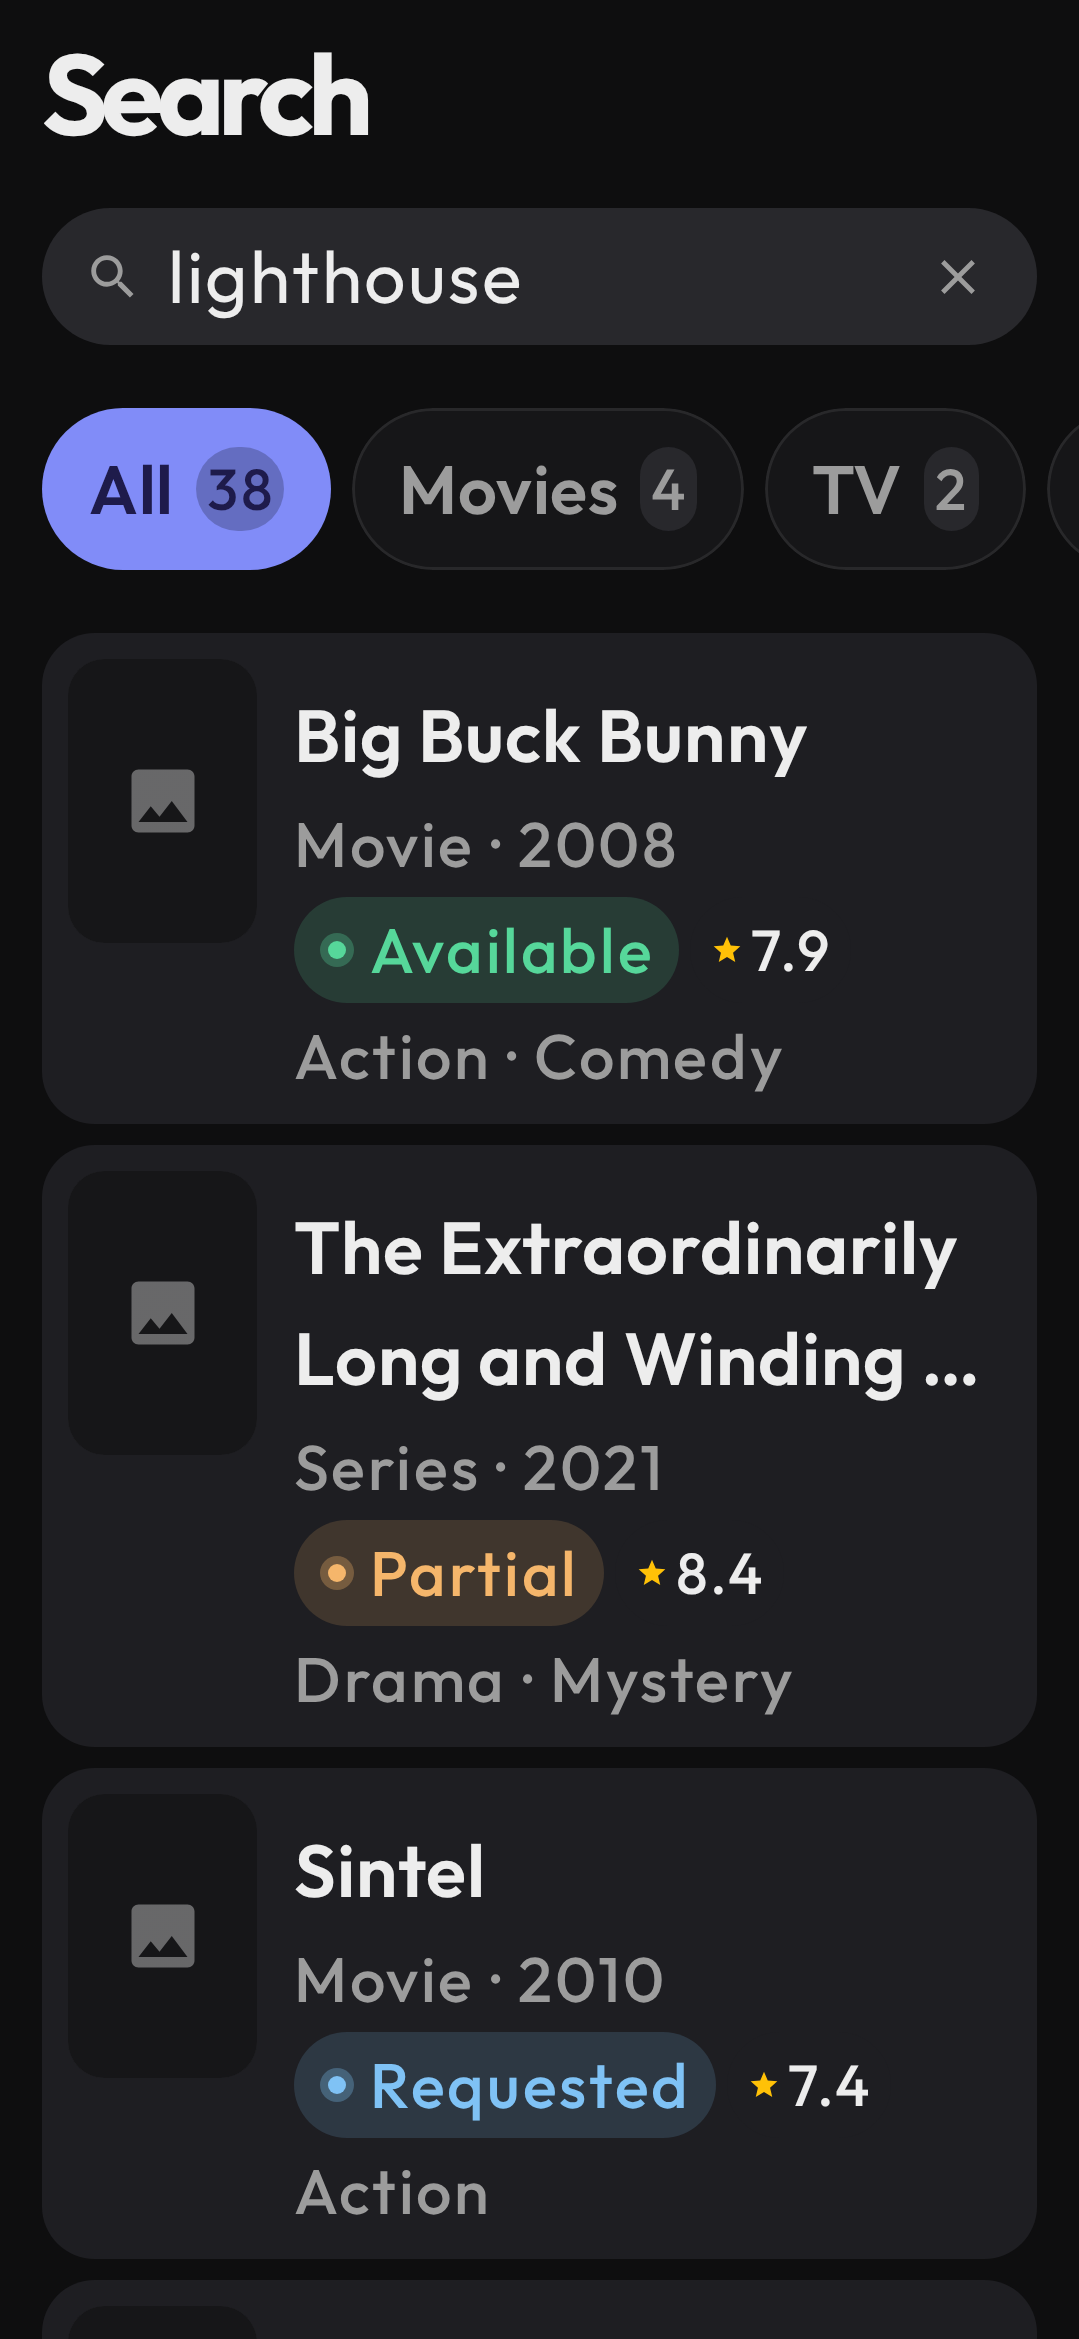 Search
lighthouse
All 38
Movies 4
TV 2
Big Buck Bunny
Movie · 2008
Available
7.9
Action · Comedy
The Extraordinarily
Long and Winding ...
Series · 2021
Partial
8.4
Drama · Mystery
Sintel
Movie · 2010
Requested
7.4
Action